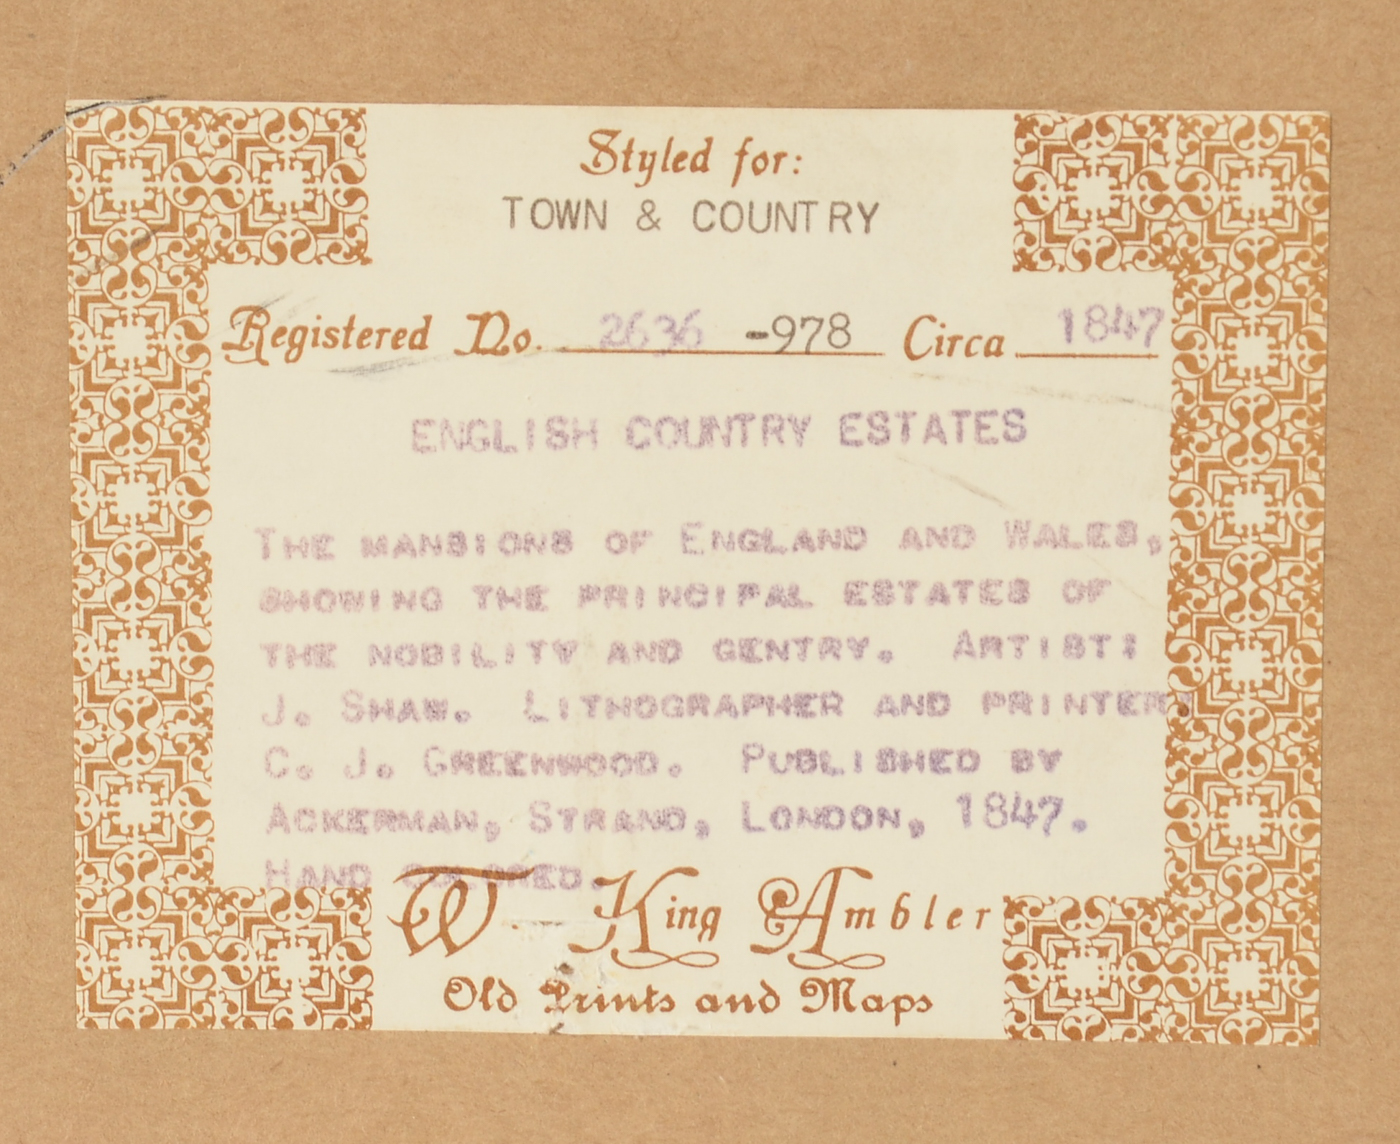 Styled for:
TOWN & COUNTRY
Registered No. 2636 -978 Circa 1847
ENGLISH COUNTRY ESTATES
THE MANSIONS OF ENGLAND AND WALES,
SHOWING THE PRINCIPAL ESTATES OF
THE NOBILITY AND GENTRY. ARTIST:
J. SHAW. LITHOGRAPHER AND PRINTER:
C. J. GREENWOOD. PUBLISHED BY
ACKERMAN, STRAND, LONDON, 1847.
HAND COLORED.
W. King Ambler
Old Prints and Maps